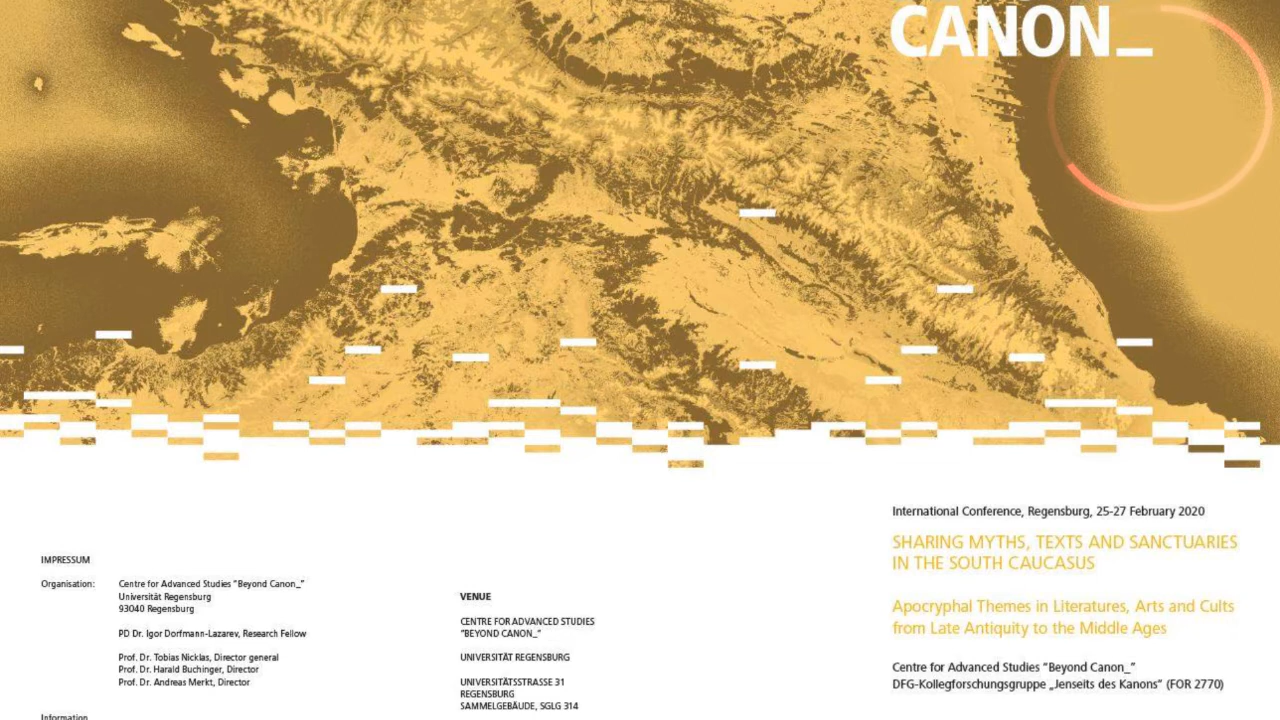 CANON_
IMPRESSUM
Organisation: Centre for Advanced Studies "Beyond Canon_"
Universität Regensburg
93040 Regensburg
PD Dr. Igor Dorfmann-Lazarev, Research Fellow
Prof. Dr. Tobias Nicklas, Director general
Prof. Dr. Harald Buchinger, Director
Prof. Dr. Andreas Merkt, Director
Information
VENUE
CENTRE FOR ADVANCED STUDIES
"BEYOND CANON_"
UNIVERSITÄT REGENSBURG
UNIVERSITÄTSSTRASSE 31
REGENSBURG
SAMMELGEBÄUDE, SGLG 314
International Conference, Regensburg, 25-27 February 2020
SHARING MYTHS, TEXTS AND SANCTUARIES
IN THE SOUTH CAUCASUS
Apocryphal Themes in Literatures, Arts and Cults
from Late Antiquity to the Middle Ages
Centre for Advanced Studies "Beyond Canon_"
DFG-Kollegforschungsgruppe „Jenseits des Kanons" (FOR 2770)